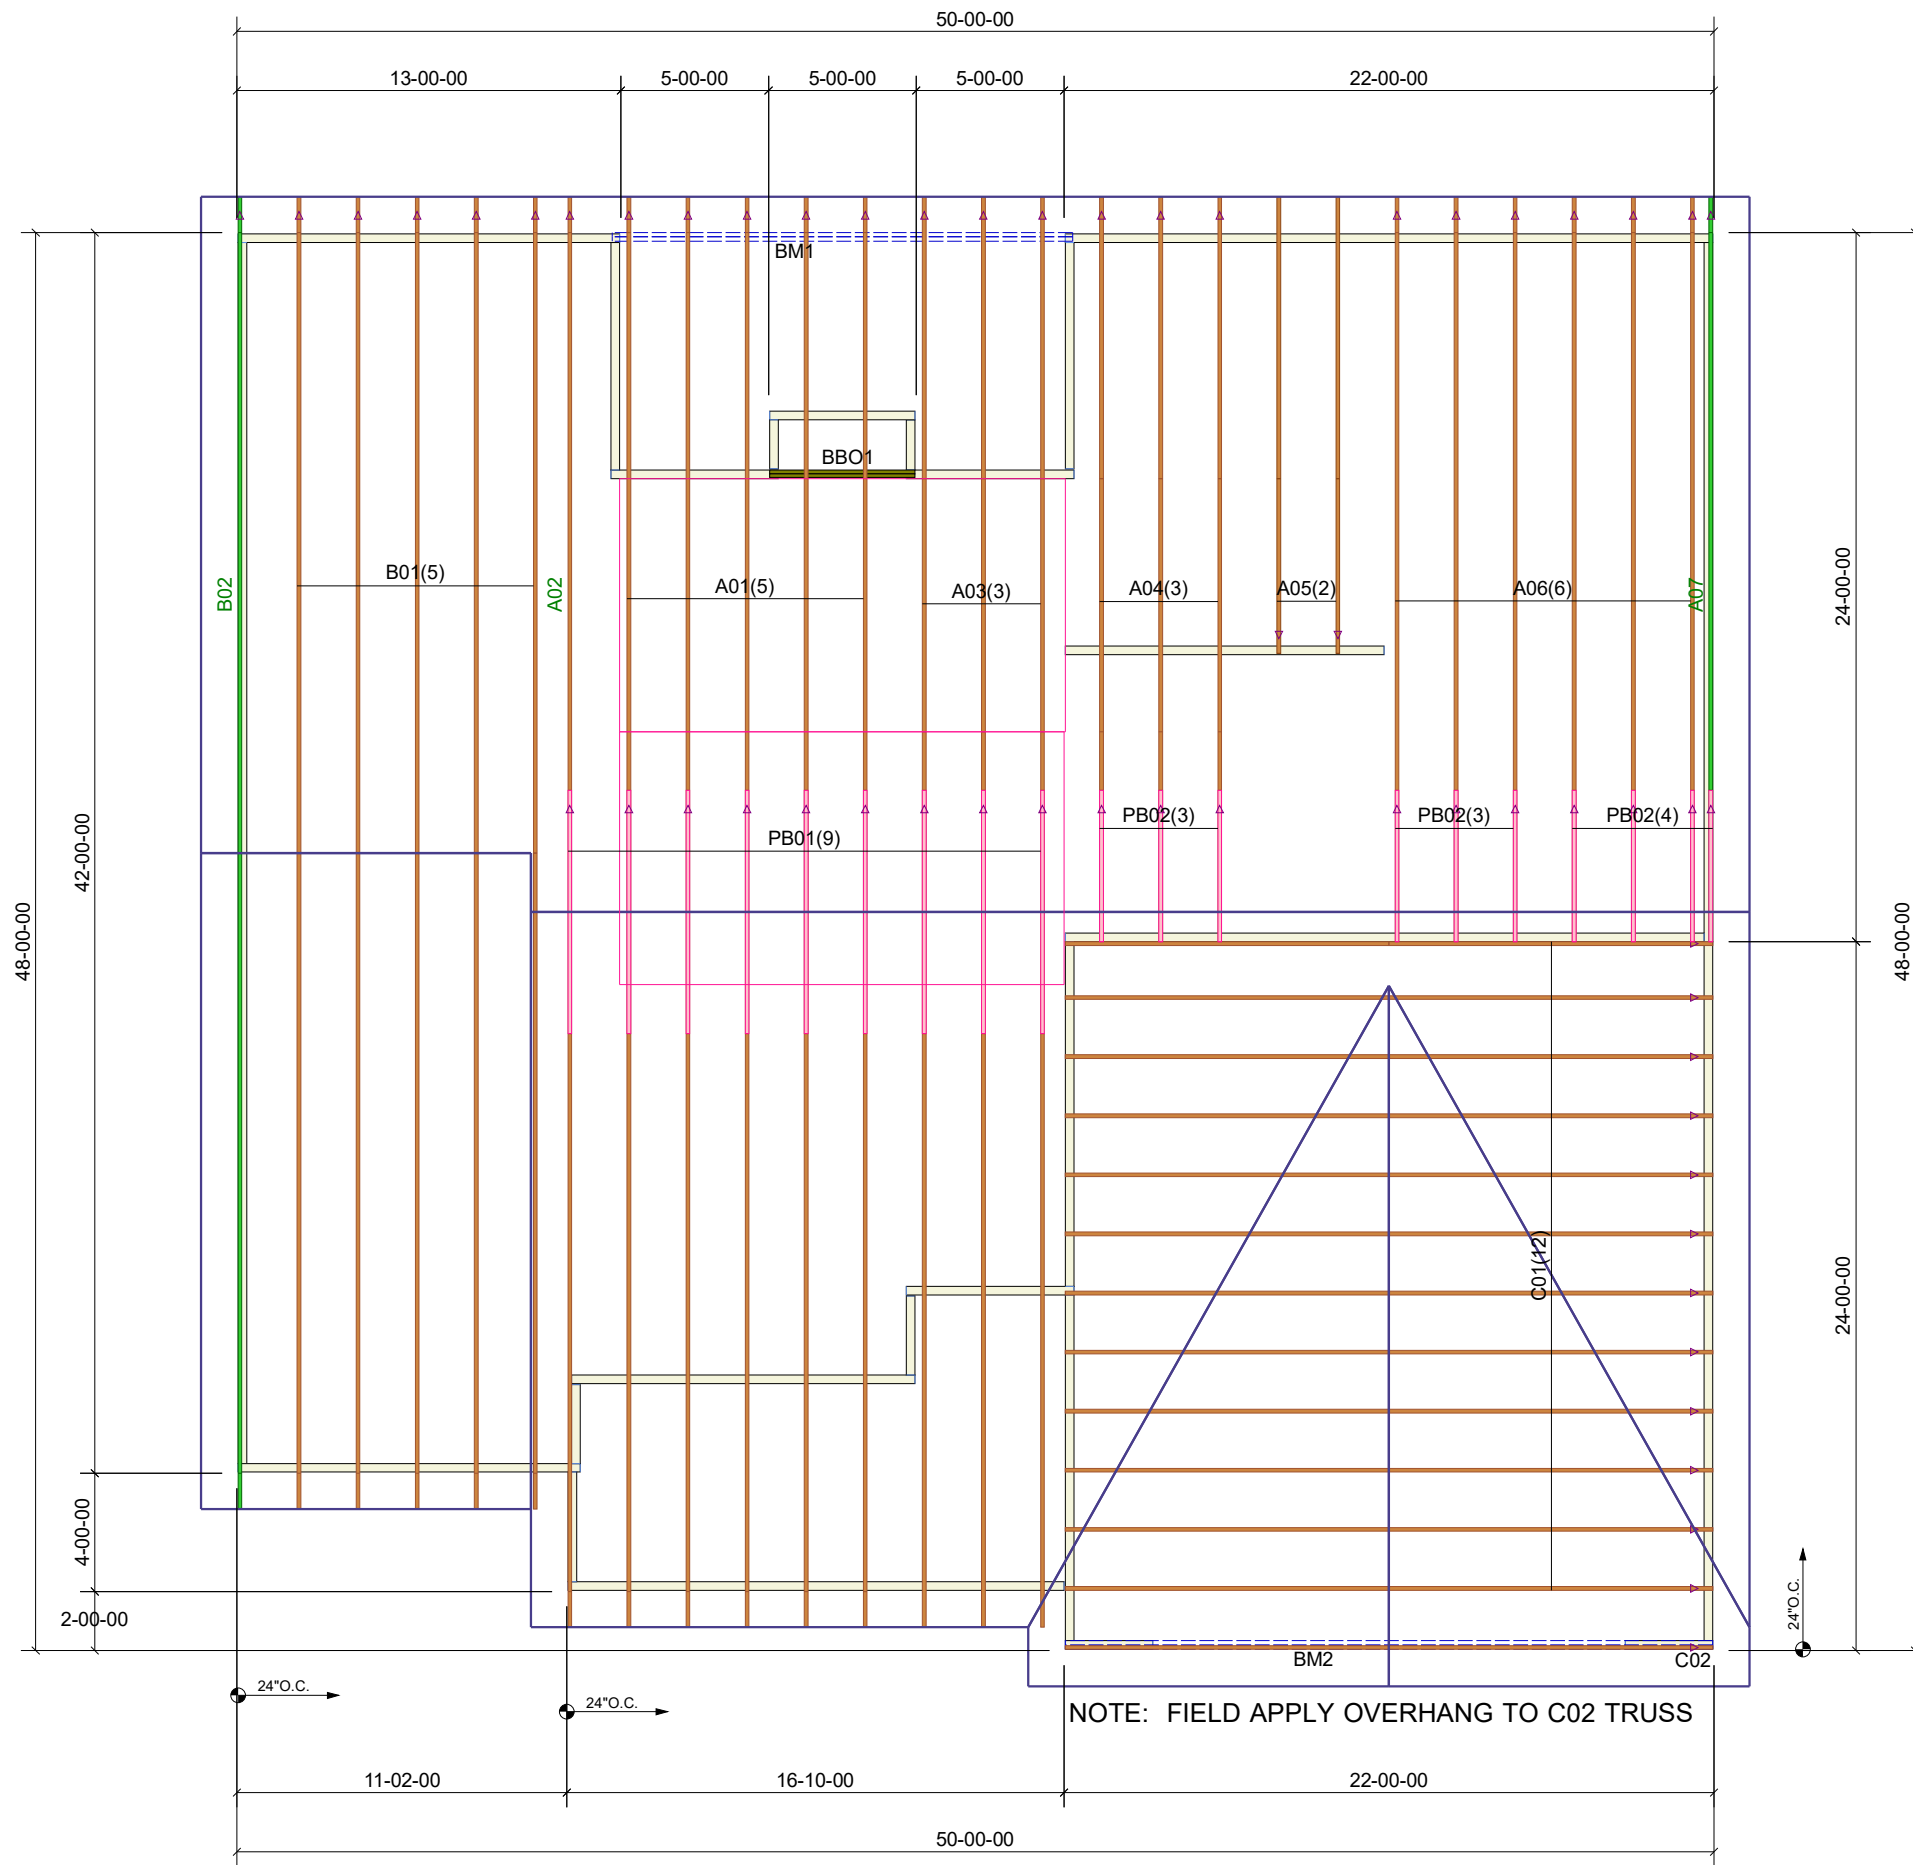 50-00-00
13-00-00
5-00-00
5-00-00
5-00-00
22-00-00
BM1
BBO1
B02
B01(5)
A02
A01(5)
A03(3)
A04(3)
A05(2)
A06(6)
A07
24-00-00
42-00-00
48-00-00
48-00-00
PB01(9)
PB02(3)
PB02(3)
PB02(4)
C01(12)
24-00-00
4-00-00
2-00-00
24"O.C.
BM2
C02
24"O.C.
24"O.C.
NOTE: FIELD APPLY OVERHANG TO C02 TRUSS
11-02-00
16-10-00
22-00-00
50-00-00